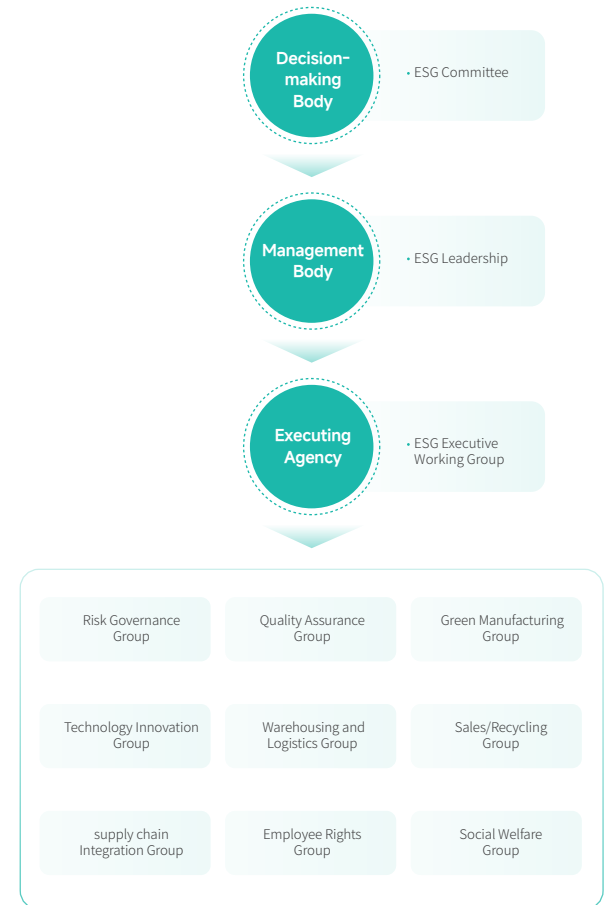 Decision-
making
Body
• ESG Committee
Management
Body
• ESG Leadership
Executing
Agency
• ESG Executive
Working Group
Risk Governance
Group
Quality Assurance
Group
Green Manufacturing
Group
Technology Innovation
Group
Warehousing and
Logistics Group
Sales/Recycling
Group
supply chain
Integration Group
Employee Rights
Group
Social Welfare
Group